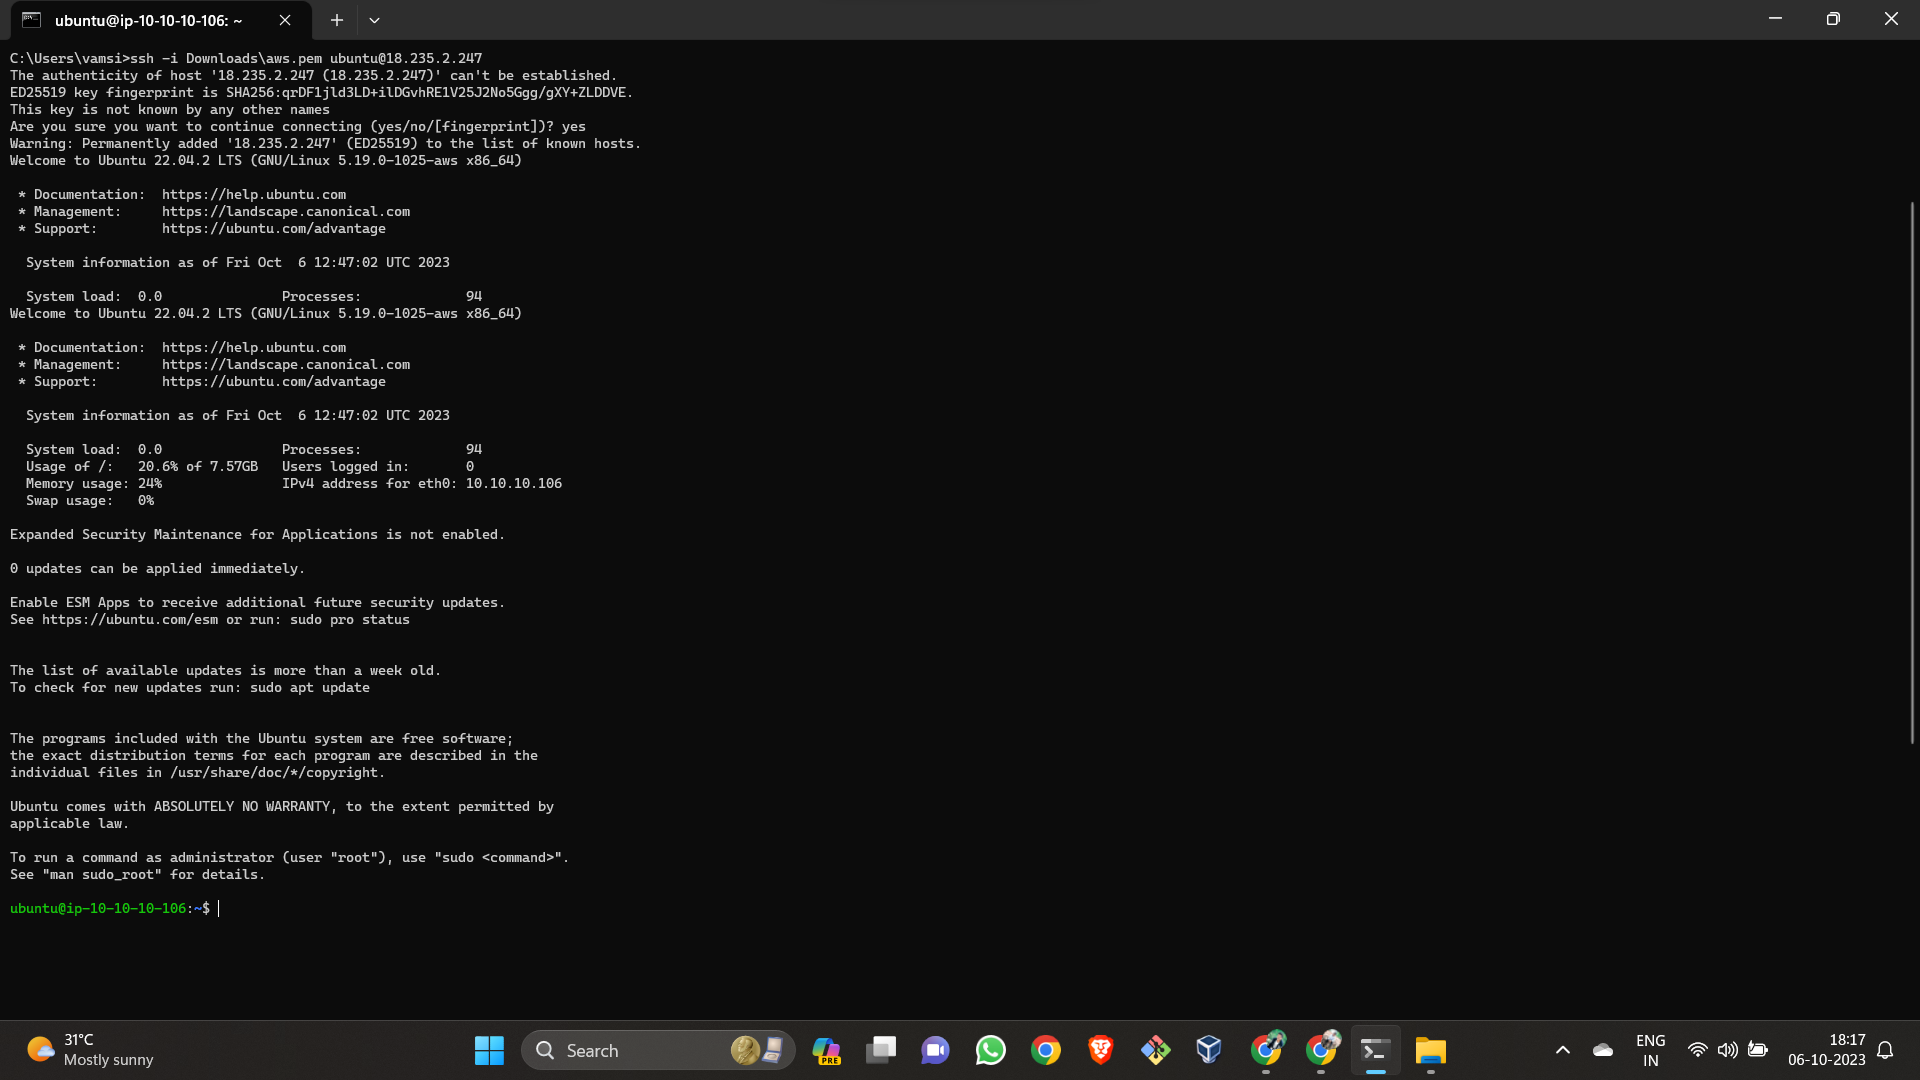 ubuntu@ip-10-10-10-106: ~
C:\Users\vamsi>ssh -i Downloads\aws.pem ubuntu@18.235.2.247
The authenticity of host '18.235.2.247 (18.235.2.247)' can't be established.
ED25519 key fingerprint is SHA256:qrDF1jld3LD+ilDGvhRE1V25J2No5Ggg/gXY+ZLDDVE.
This key is not known by any other names
Are you sure you want to continue connecting (yes/no/[fingerprint])? yes
Warning: Permanently added '18.235.2.247' (ED25519) to the list of known hosts.
Welcome to Ubuntu 22.04.2 LTS (GNU/Linux 5.19.0-1025-aws x86_64)
* Documentation:  https://help.ubuntu.com
* Management:     https://landscape.canonical.com
* Support:        https://ubuntu.com/advantage
System information as of Fri Oct  6 12:47:02 UTC 2023
System load:  0.0               Processes:             94
Welcome to Ubuntu 22.04.2 LTS (GNU/Linux 5.19.0-1025-aws x86_64)
* Documentation:  https://help.ubuntu.com
* Management:     https://landscape.canonical.com
* Support:        https://ubuntu.com/advantage
System information as of Fri Oct  6 12:47:02 UTC 2023
System load:  0.0               Processes:             94
Usage of /:   20.6% of 7.57GB   Users logged in:       0
Memory usage: 24%               IPv4 address for eth0: 10.10.10.106
Swap usage:   0%
Expanded Security Maintenance for Applications is not enabled.
0 updates can be applied immediately.
Enable ESM Apps to receive additional future security updates.
See https://ubuntu.com/esm or run: sudo pro status
The list of available updates is more than a week old.
To check for new updates run: sudo apt update
The programs included with the Ubuntu system are free software;
the exact distribution terms for each program are described in the
individual files in /usr/share/doc/*/copyright.
Ubuntu comes with ABSOLUTELY NO WARRANTY, to the extent permitted by
applicable law.
To run a command as administrator (user "root"), use "sudo <command>".
See "man sudo_root" for details.
ubuntu@ip-10-10-10-106:~$
31°C
Mostly sunny
Search
PRE
ENG
IN
18:17
06-10-2023